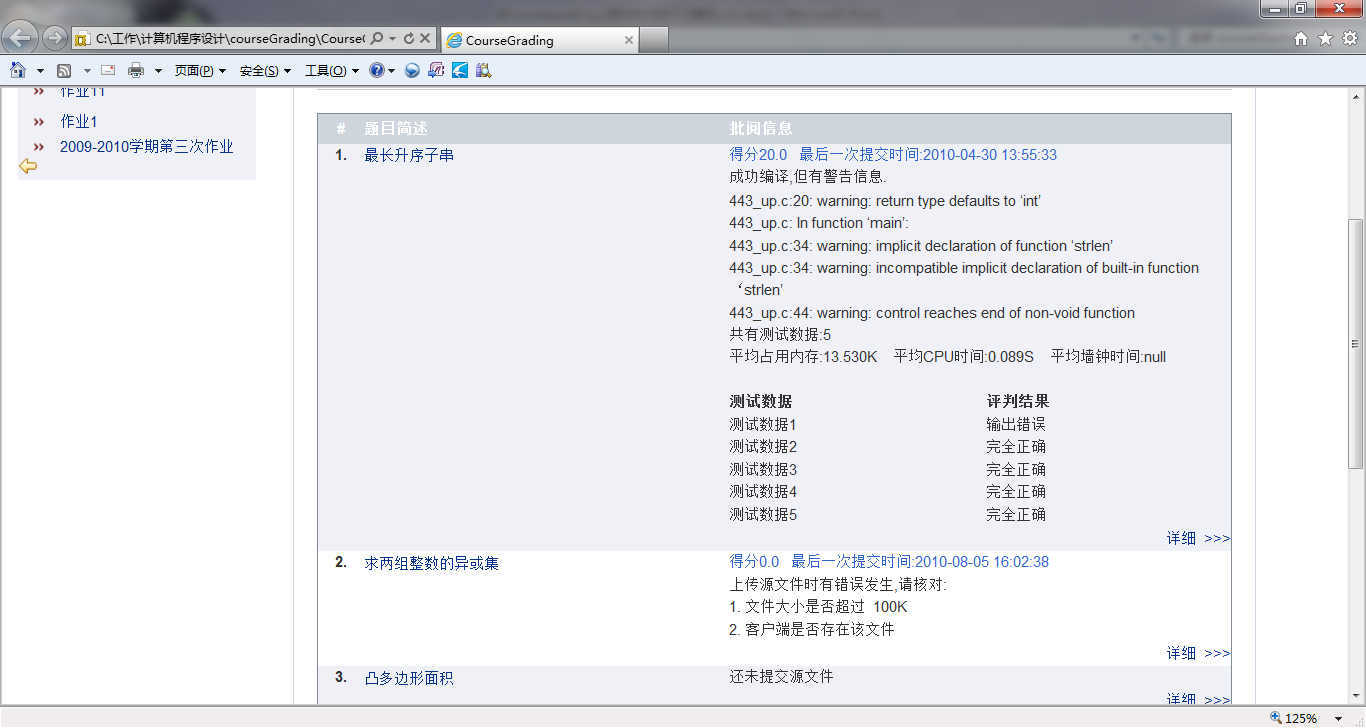 C:\工作\计算机程序设计\courseGrading\Course
CourseGrading
页面(P)
安全(S)
工具(O)
作业11
作业1
2009-2010学期第三次作业
# 题目简述 批阅信息
1. 最长升序子串 得分20.0 最后一次提交时间:2010-04-30 13:55:33
成功编译,但有警告信息.
443_up.c:20: warning: return type defaults to ‘int’
443_up.c: In function ‘main’:
443_up.c:34: warning: implicit declaration of function ‘strlen’
443_up.c:34: warning: incompatible implicit declaration of built-in function
‘strlen’
443_up.c:44: warning: control reaches end of non-void function
共有测试数据:5
平均占用内存:13.530K 平均CPU时间:0.089S 平均墙钟时间:null
测试数据 评判结果
测试数据1 输出错误
测试数据2 完全正确
测试数据3 完全正确
测试数据4 完全正确
测试数据5 完全正确
详细 >>>
2. 求两组整数的异或集 得分0.0 最后一次提交时间:2010-08-05 16:02:38
上传源文件时有错误发生,请核对:
1. 文件大小是否超过 100K
2. 客户端是否存在该文件
详细 >>>
3. 凸多边形面积 还未提交源文件
详细 >>>
125%